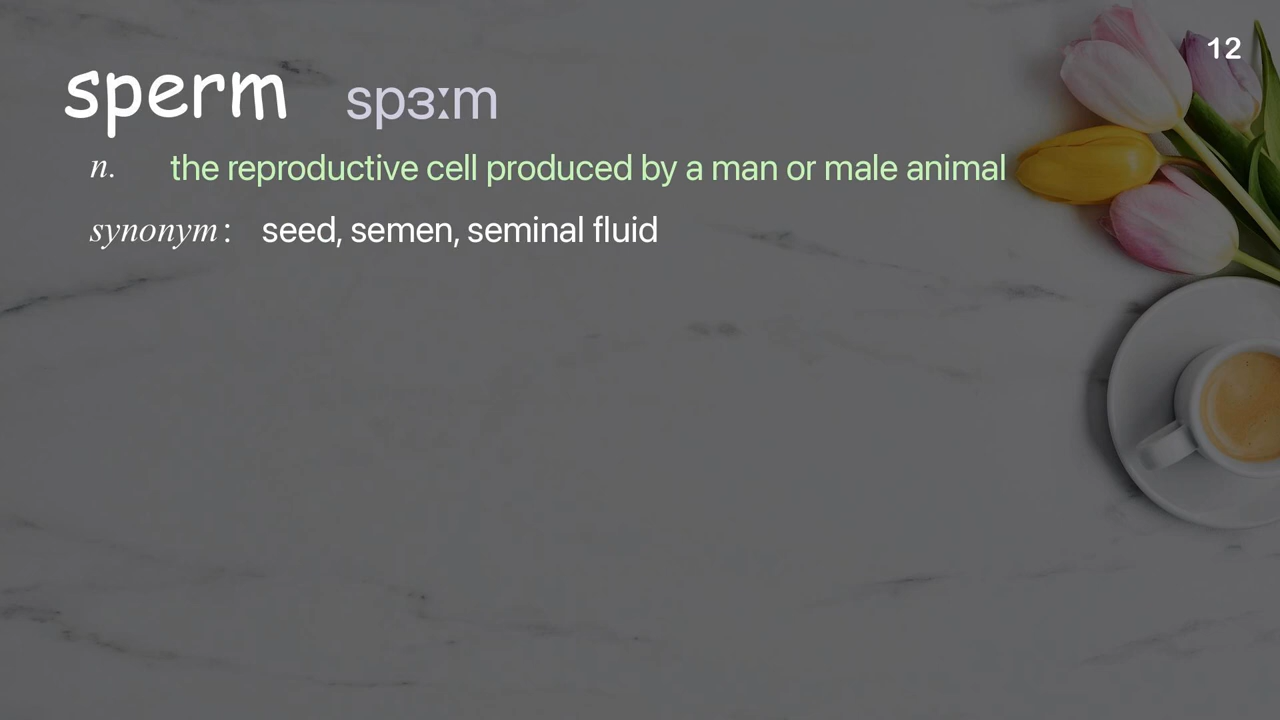 12
sperm spɜːm
n. the reproductive cell produced by a man or male animal
synonym: seed, semen, seminal fluid